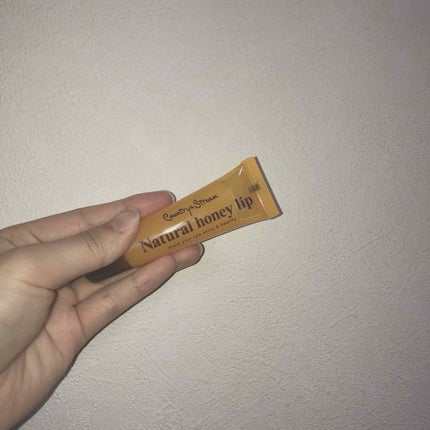 Country & Stream
Natural honey lip